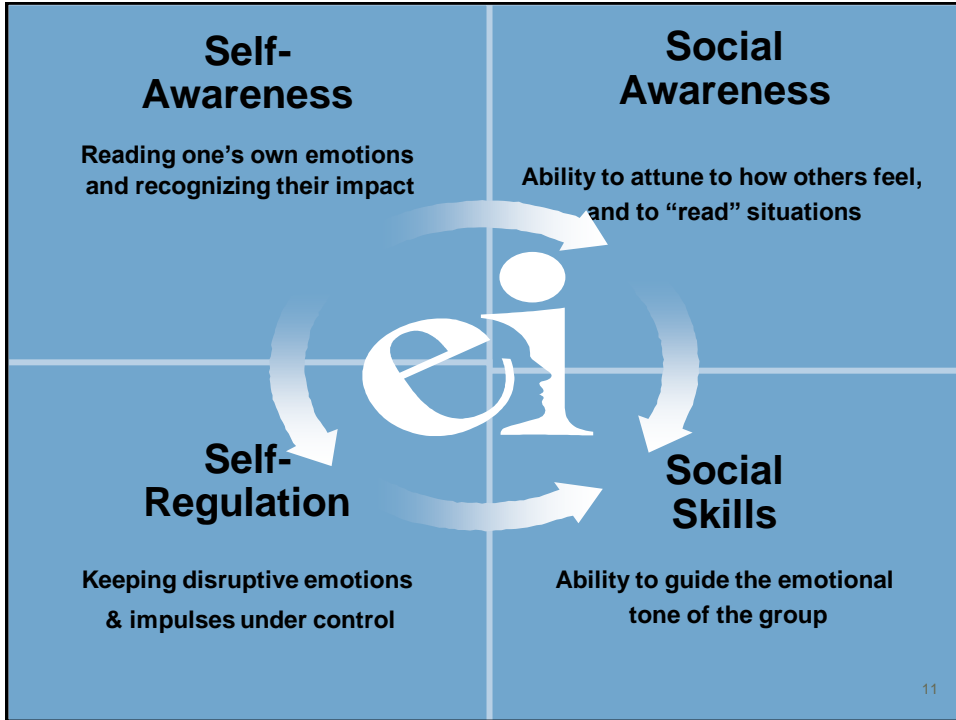 Self-
Awareness
Reading one’s own emotions
and recognizing their impact
Social
Awareness
Ability to attune to how others feel,
and to “read” situations
ei
Self-
Regulation
Keeping disruptive emotions
& impulses under control
Social
Skills
Ability to guide the emotional
tone of the group
11